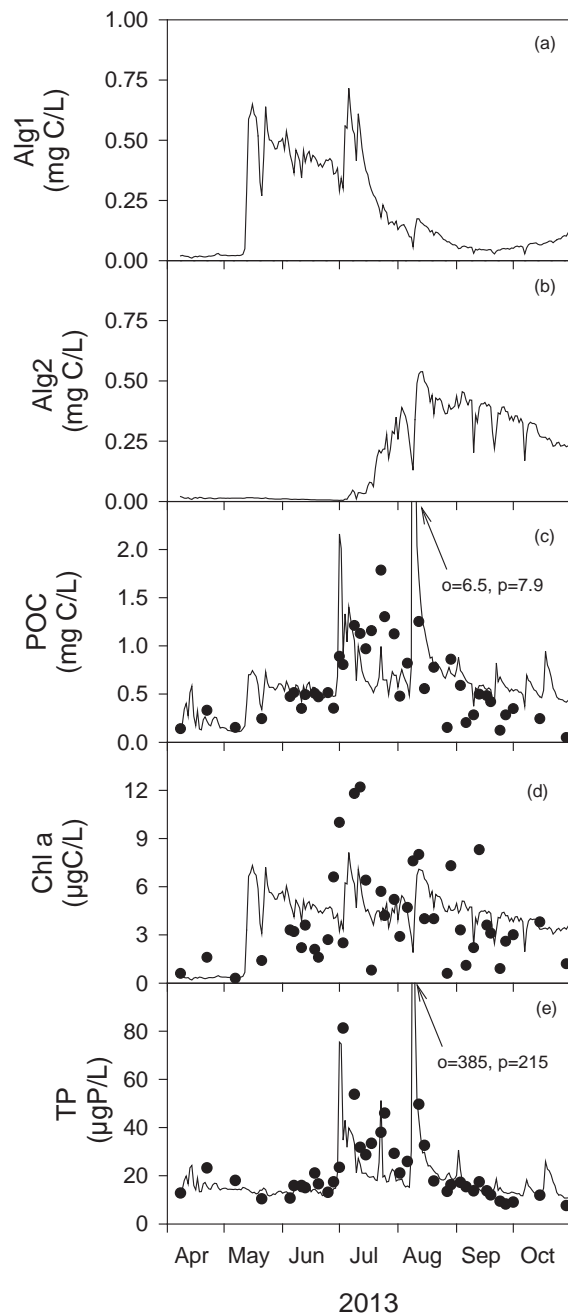 1.00
(a)
0.75
0.50
0.25
0.00
Alg1
(mg C/L)
(b)
0.75
0.50
0.25
0.00
Alg2
(mg C/L)
(c)
2.0
1.5
1.0
0.5
0.0
POC
(mg C/L)
o=6.5, p=7.9
(d)
12
9
6
3
0
Chl a
(µgC/L)
(e)
80
60
40
20
0
TP
(µgP/L)
o=385, p=215
Apr May Jun Jul Aug Sep Oct
2013